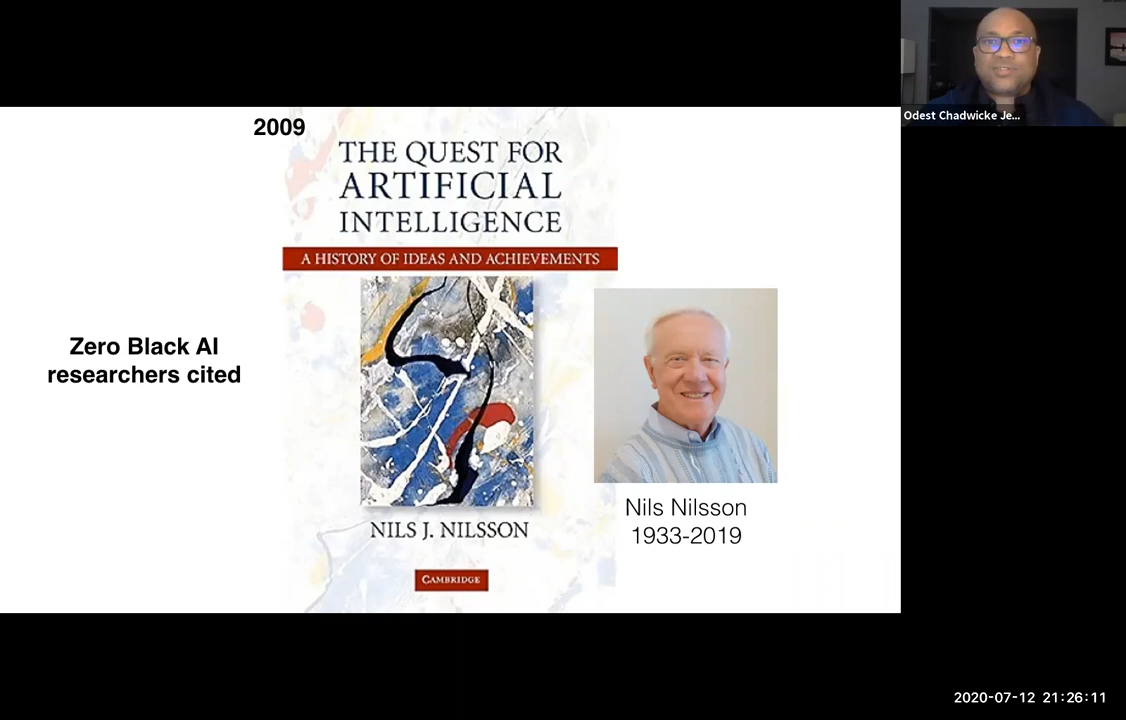 2009
THE QUEST FOR
ARTIFICIAL
INTELLIGENCE
A HISTORY OF IDEAS AND ACHIEVEMENTS
Zero Black AI
researchers cited
NILS J. NILSSON
CAMBRIDGE
Nils Nilsson
1933-2019
Odest Chadwicke Je...
2020-07-12 21:26:11